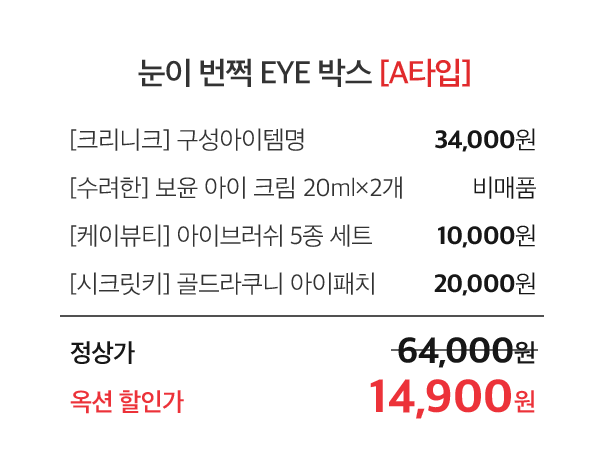 눈이 번쩍 EYE 박스 [A타입]
[크리니크] 구성아이템명 34,000원
[수려한] 보윤 아이 크림 20ml×2개 비매품
[케이뷰티] 아이브러쉬 5종 세트 10,000원
[시크릿키] 골드라쿠니 아이패치 20,000원
정상가 64,000원
옥션 할인가 14,900원